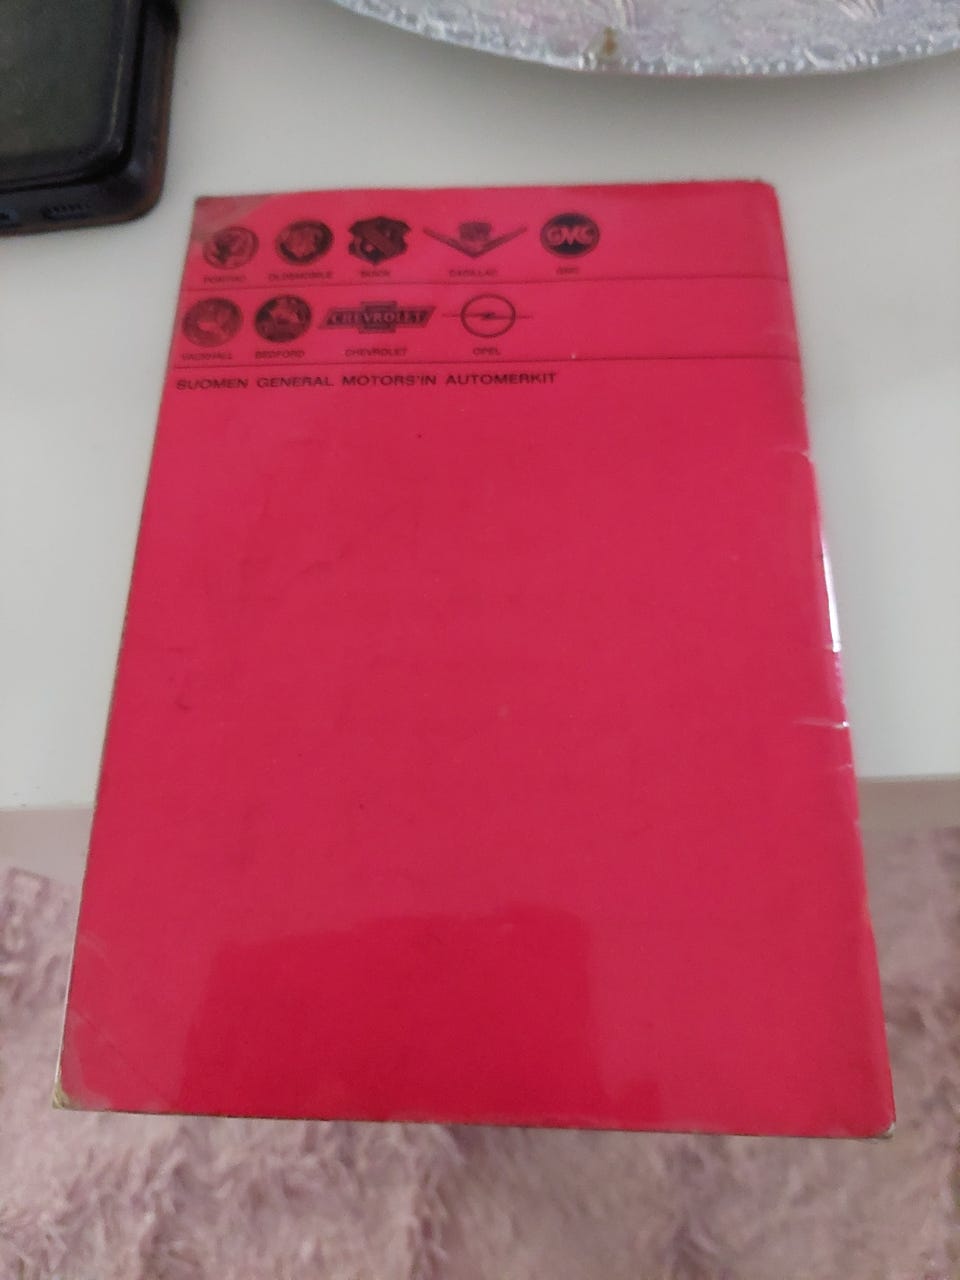 GMC
PONTIAC OLDSMOBILE BUICK CADILLAC GMC
CHEVROLET
VAUXHALL BEDFORD CHEVROLET OPEL
SUOMEN GENERAL MOTORS'IN AUTOMERKIT